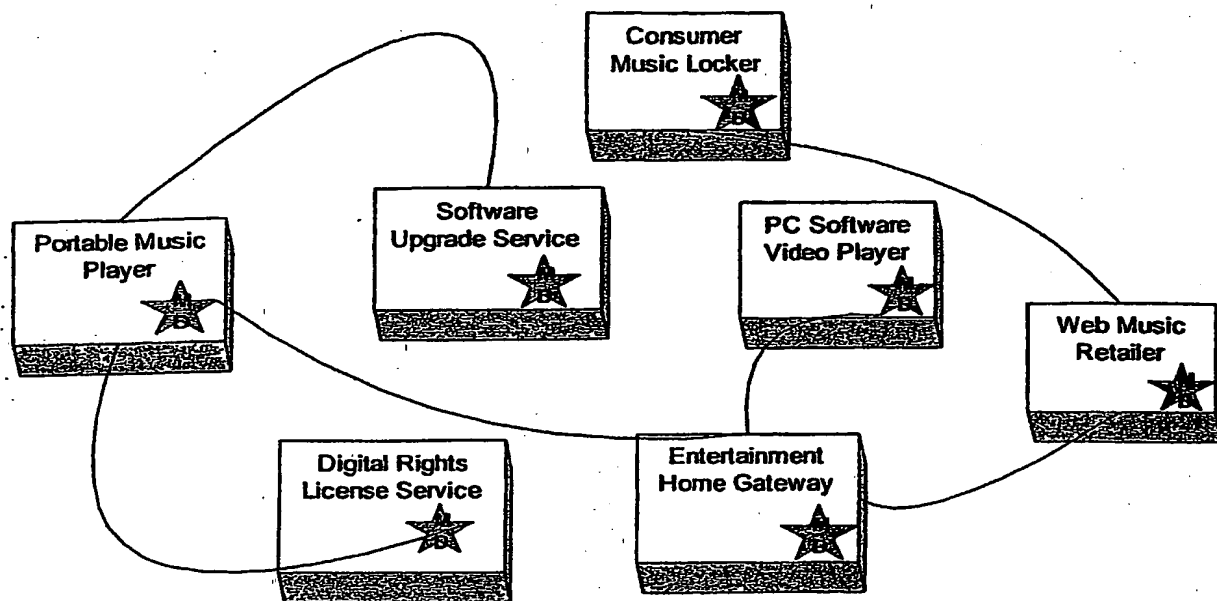 Consumer
Music Locker
Software
Upgrade Service
PC Software
Video Player
Portable Music
Player
Web Music
Retailer
Digital Rights
License Service
Entertainment
Home Gateway